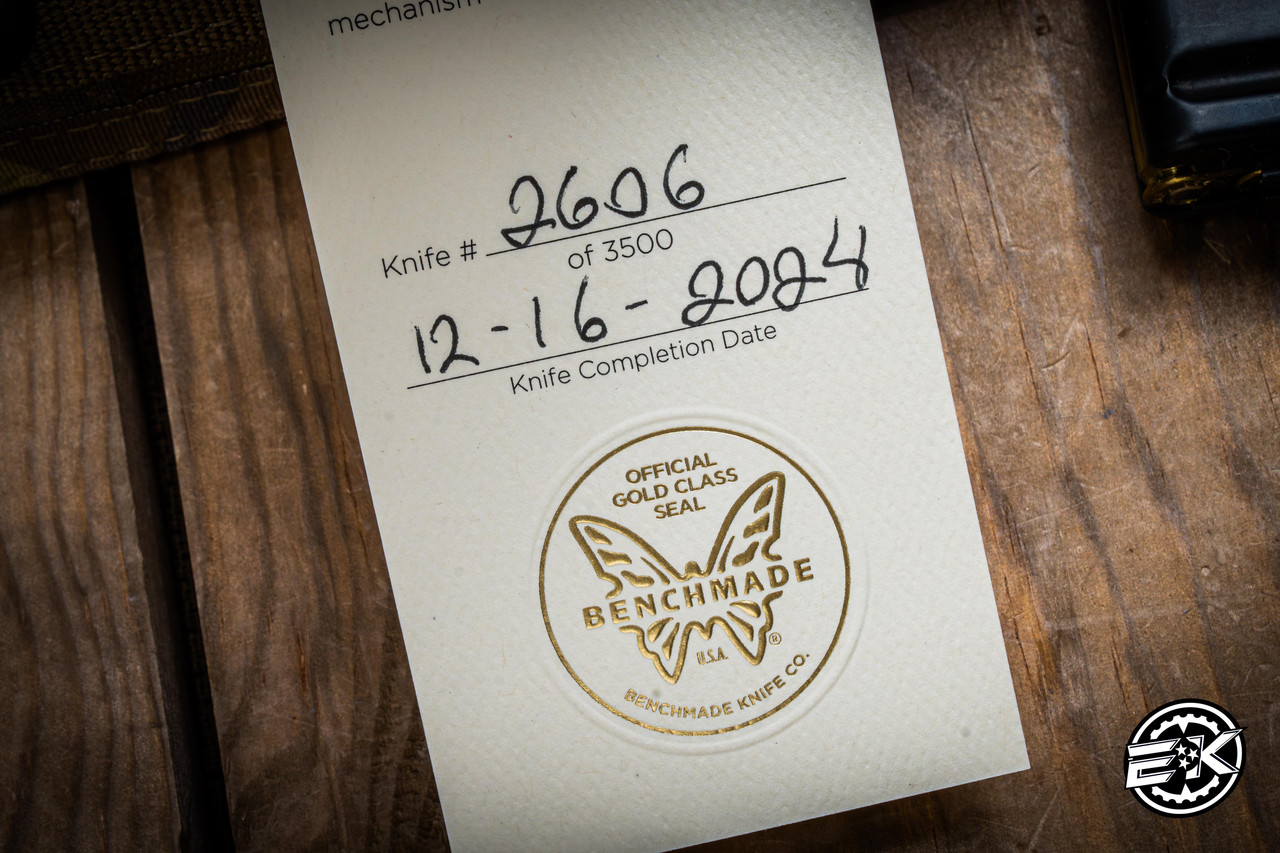 mechanism
Knife # 2606
of 3500
12-16-2024
Knife Completion Date
OFFICIAL
GOLD CLASS
SEAL
BENCHMADE
U.S.A. ®
BENCHMADE KNIFE CO.
EK